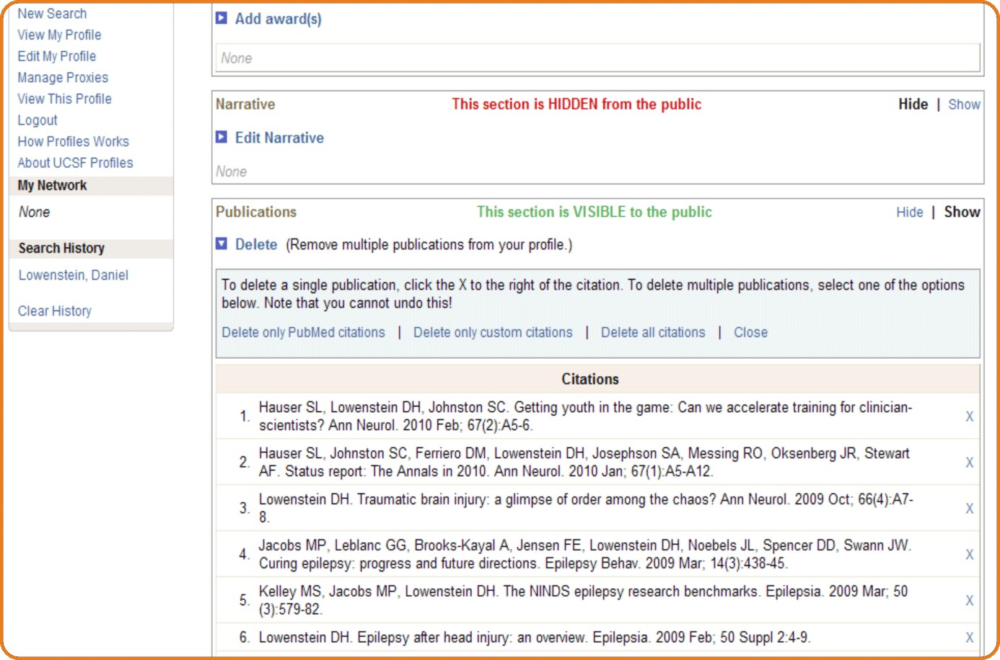 New Search
View My Profile
Edit My Profile
Manage Proxies
View This Profile
Logout
How Profiles Works
About UCSF Profiles
My Network
None
Search History
Lowenstein, Daniel
Clear History
Add award(s)
None
Narrative This section is HIDDEN from the public Hide | Show
Edit Narrative
None
Publications This section is VISIBLE to the public Hide | Show
Delete (Remove multiple publications from your profile.)
To delete a single publication, click the X to the right of the citation. To delete multiple publications, select one of the options
below. Note that you cannot undo this!
Delete only PubMed citations | Delete only custom citations | Delete all citations | Close
Citations
1. Hauser SL, Lowenstein DH, Johnston SC. Getting youth in the game: Can we accelerate training for clinician-
scientists? Ann Neurol. 2010 Feb; 67(2):A5-6. X
2. Hauser SL, Johnston SC, Ferriero DM, Lowenstein DH, Josephson SA, Messing RO, Oksenberg JR, Stewart
AF. Status report: The Annals in 2010. Ann Neurol. 2010 Jan; 67(1):A5-A12. X
3. Lowenstein DH. Traumatic brain injury: a glimpse of order among the chaos? Ann Neurol. 2009 Oct; 66(4):A7-
8. X
4. Jacobs MP, Leblanc GG, Brooks-Kayal A, Jensen FE, Lowenstein DH, Noebels JL, Spencer DD, Swann JW.
Curing epilepsy: progress and future directions. Epilepsy Behav. 2009 Mar; 14(3):438-45. X
5. Kelley MS, Jacobs MP, Lowenstein DH. The NINDS epilepsy research benchmarks. Epilepsia. 2009 Mar; 50
(3):579-82. X
6. Lowenstein DH. Epilepsy after head injury: an overview. Epilepsia. 2009 Feb; 50 Suppl 2:4-9. X